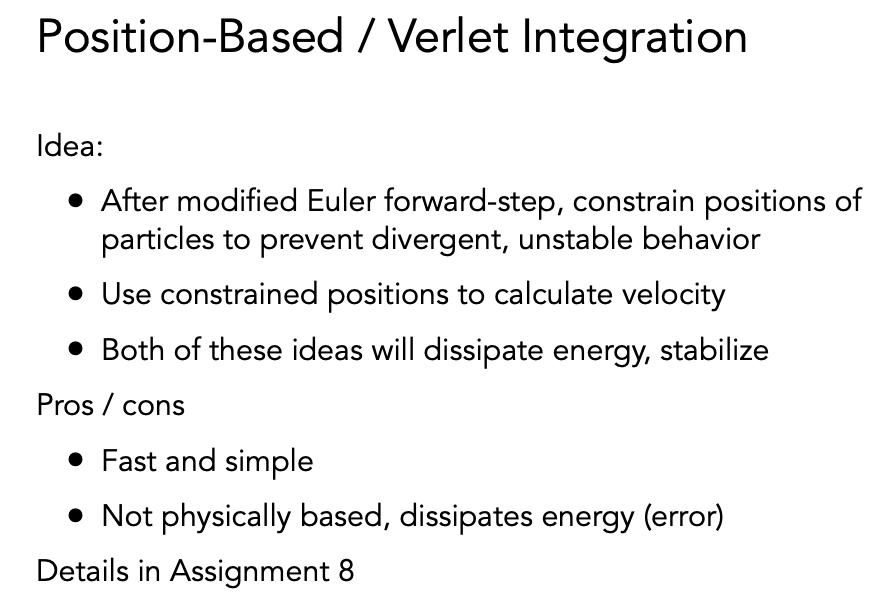 Position-Based / Verlet Integration
Idea:
• After modified Euler forward-step, constrain positions of
particles to prevent divergent, unstable behavior
• Use constrained positions to calculate velocity
• Both of these ideas will dissipate energy, stabilize
Pros / cons
• Fast and simple
• Not physically based, dissipates energy (error)
Details in Assignment 8